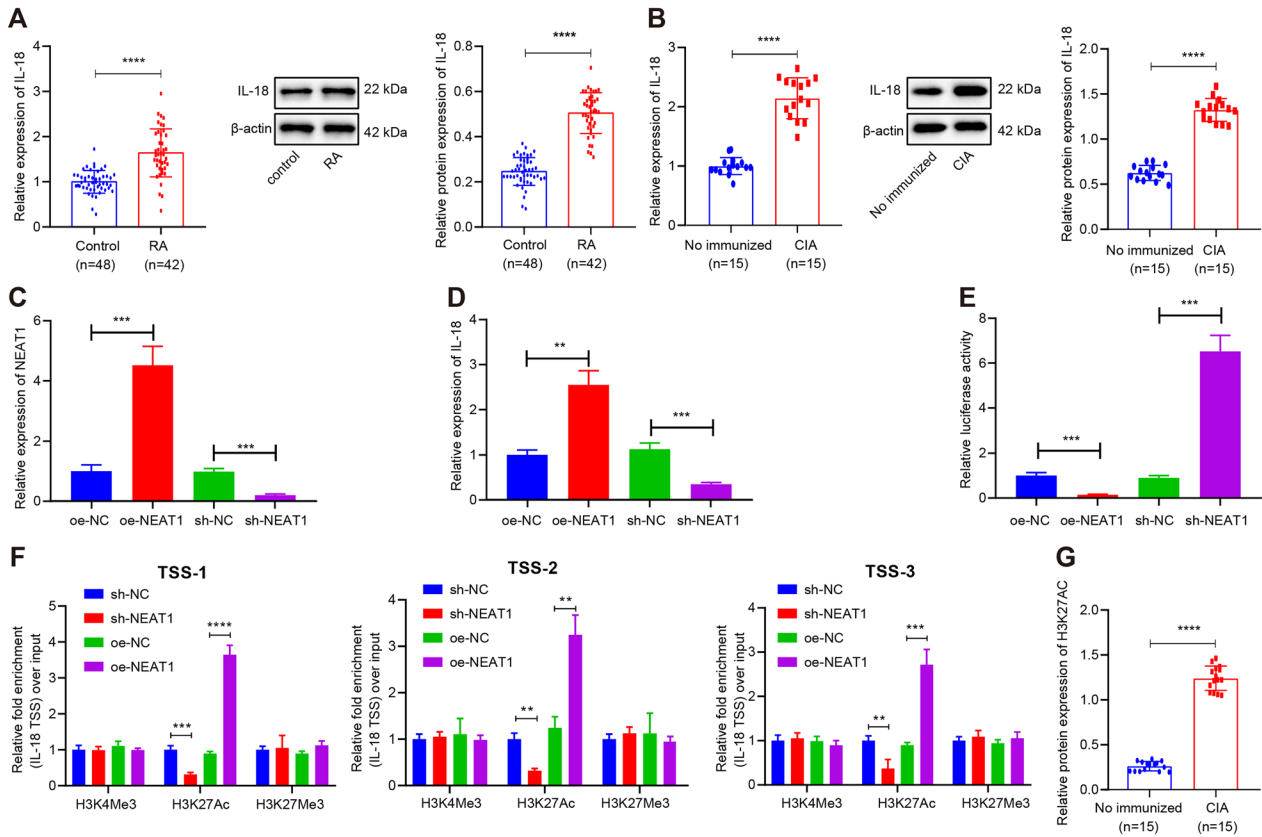 A
Relative expression of IL-18
4
3
2
1
0
****
Control
(n=48)
RA
(n=42)
IL-18
22 kDa
β-actin
42 kDa
control
RA
Relative protein expression of IL-18
0.8
0.6
0.4
0.2
0.0
****
Control
(n=48)
RA
(n=42)
B
Relative expression of IL-18
3
2
1
0
****
No immunized
(n=15)
CIA
(n=15)
IL-18
22 kDa
β-actin
42 kDa
No immunized
CIA
Relative protein expression of IL-18
2.0
1.5
1.0
0.5
0.0
****
No immunized
(n=15)
CIA
(n=15)
C
Relative expression of NEAT1
6
4
2
0
***
***
oe-NC
oe-NEAT1
sh-NC
sh-NEAT1
D
Relative expression of IL-18
4
3
2
1
0
**
***
oe-NC
oe-NEAT1
sh-NC
sh-NEAT1
E
Relative luciferase activity
8
6
4
2
0
***
***
oe-NC
oe-NEAT1
sh-NC
sh-NEAT1
F
TSS-1
Relative fold enrichment
(IL-18 TSS) over input
5
4
3
2
1
0
sh-NC
sh-NEAT1
oe-NC
oe-NEAT1
***
****
H3K4Me3
H3K27Ac
H3K27Me3
TSS-2
Relative fold enrichment
(IL-18 TSS) over input
4
3
2
1
0
sh-NC
sh-NEAT1
oe-NC
oe-NEAT1
**
**
H3K4Me3
H3K27Ac
H3K27Me3
TSS-3
Relative fold enrichment
(IL-18 TSS) over input
4
3
2
1
0
sh-NC
sh-NEAT1
oe-NC
oe-NEAT1
**
***
H3K4Me3
H3K27Ac
H3K27Me3
G
Relative protein expression of H3K27AC
2.0
1.5
1.0
0.5
0.0
****
No immunized
(n=15)
CIA
(n=15)